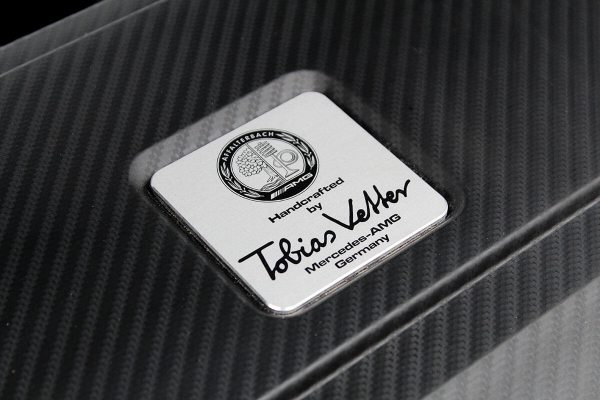 AFFALTERBACH
AMG
Handcrafted
by
Tobias Vetter
Mercedes-AMG
Germany